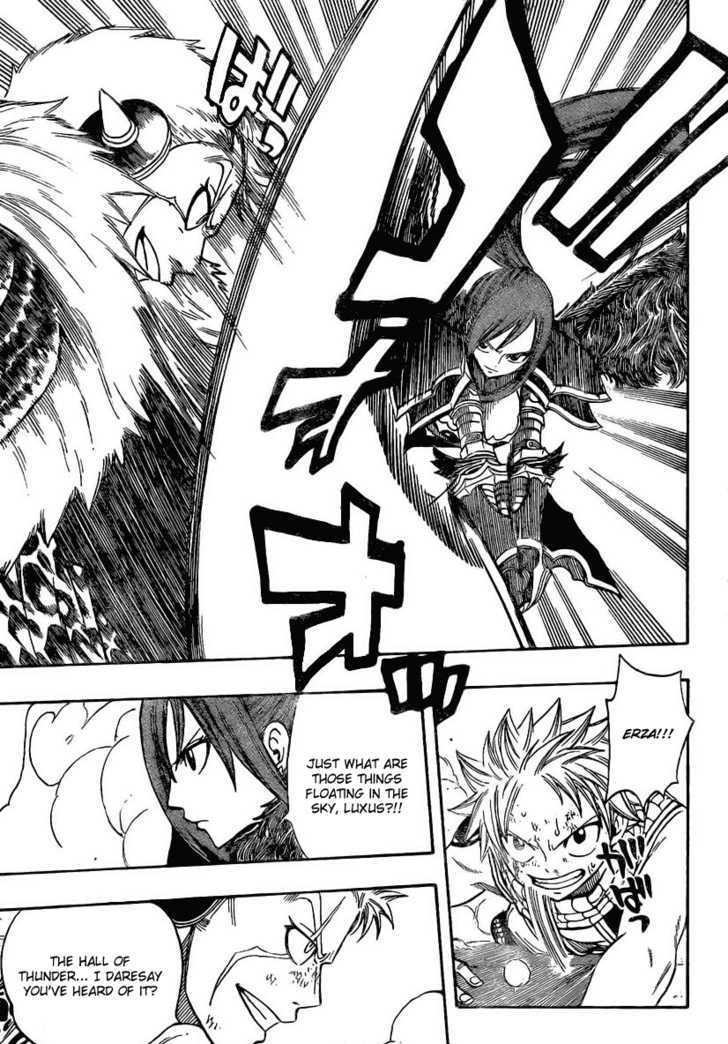 ばっ
ERZA!!!
JUST WHAT ARE
THOSE THINGS
FLOATING IN THE
SKY, LUXUS?!!
THE HALL OF
THUNDER... I DARESAY
YOU'VE HEARD OF IT?